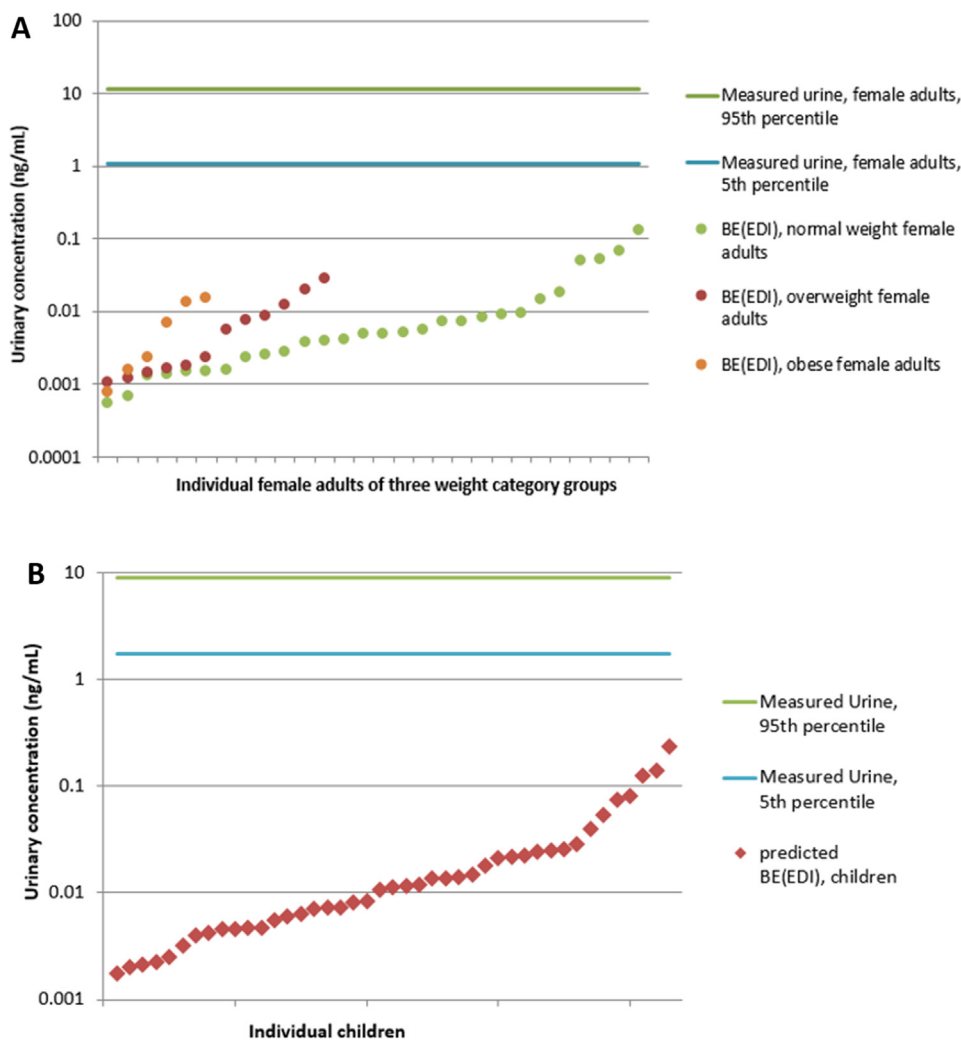 A
100
10
1
0.1
0.01
0.001
0.0001
Urinary concentration (ng/mL)
Individual female adults of three weight category groups
Measured urine, female adults,
95th percentile
Measured urine, female adults,
5th percentile
BE(EDI), normal weight female
adults
BE(EDI), overweight female
adults
BE(EDI), obese female adults
B
10
1
0.1
0.01
0.001
Urinary concentration (ng/mL)
Individual children
Measured Urine,
95th percentile
Measured Urine,
5th percentile
predicted
BE(EDI), children